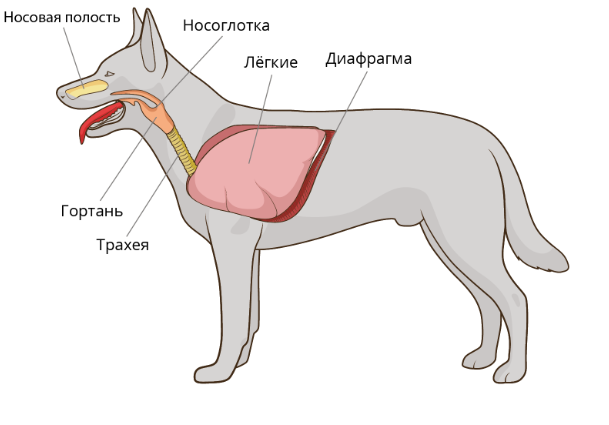 Носовая полость
Носоглотка
Лёгкие
Диафрагма
Гортань
Трахея